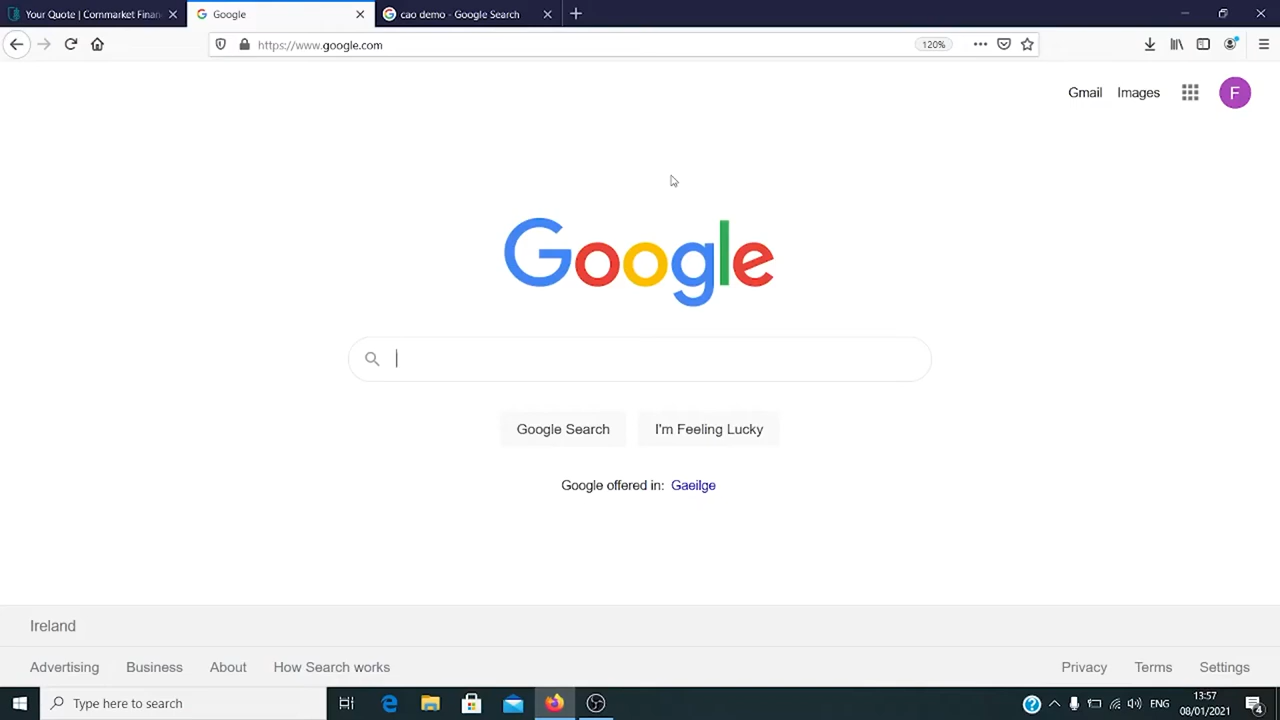 Your Quote | Cornmarket Finan
Google
cao demo - Google Search
https://www.google.com
120%
Gmail
Images
F
Google
Google Search
I'm Feeling Lucky
Google offered in: Gaeilge
Ireland
Advertising
Business
About
How Search works
Privacy
Terms
Settings
Type here to search
ENG
13:57
08/01/2021
4